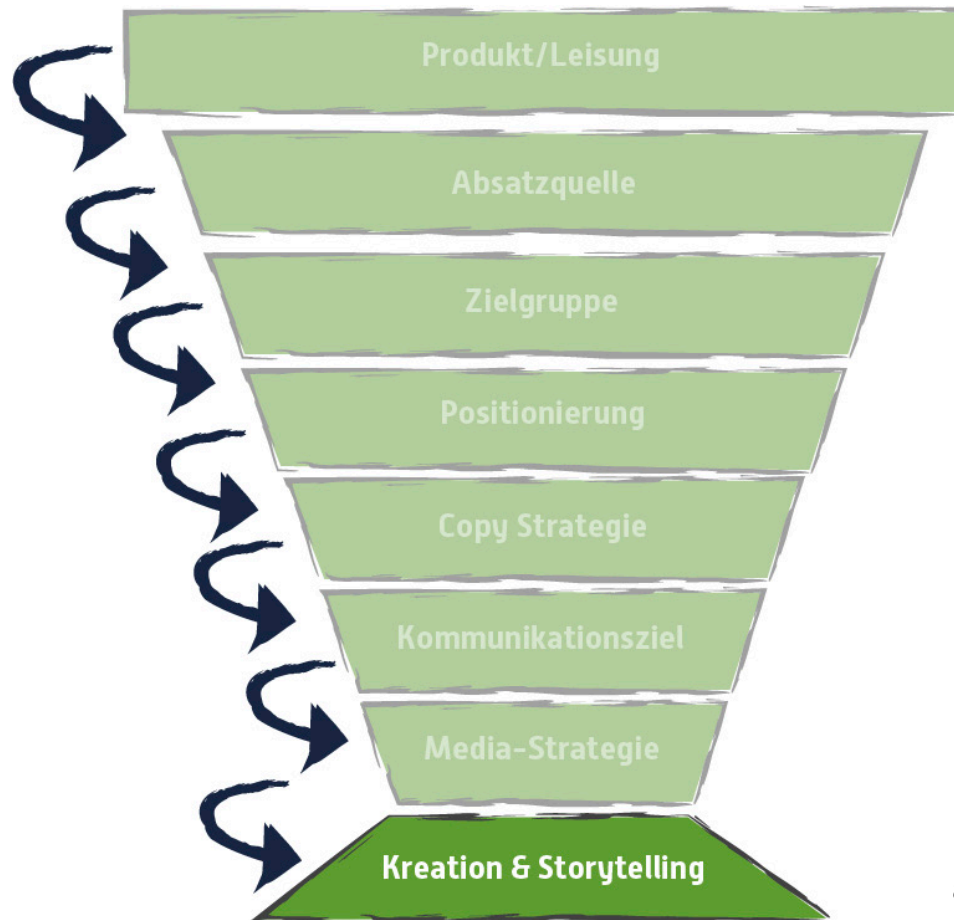 Produkt/Leisung
Absatzquelle
Zielgruppe
Positionierung
Copy Strategie
Kommunikationsziel
Media-Strategie
Kreation & Storytelling